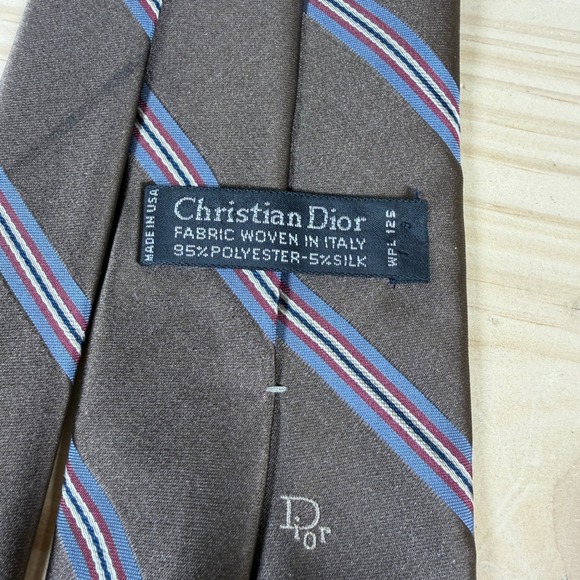 MADE IN USA
Christian Dior
FABRIC WOVEN IN ITALY
95% POLYESTER-5% SILK
WPL 125
Dior